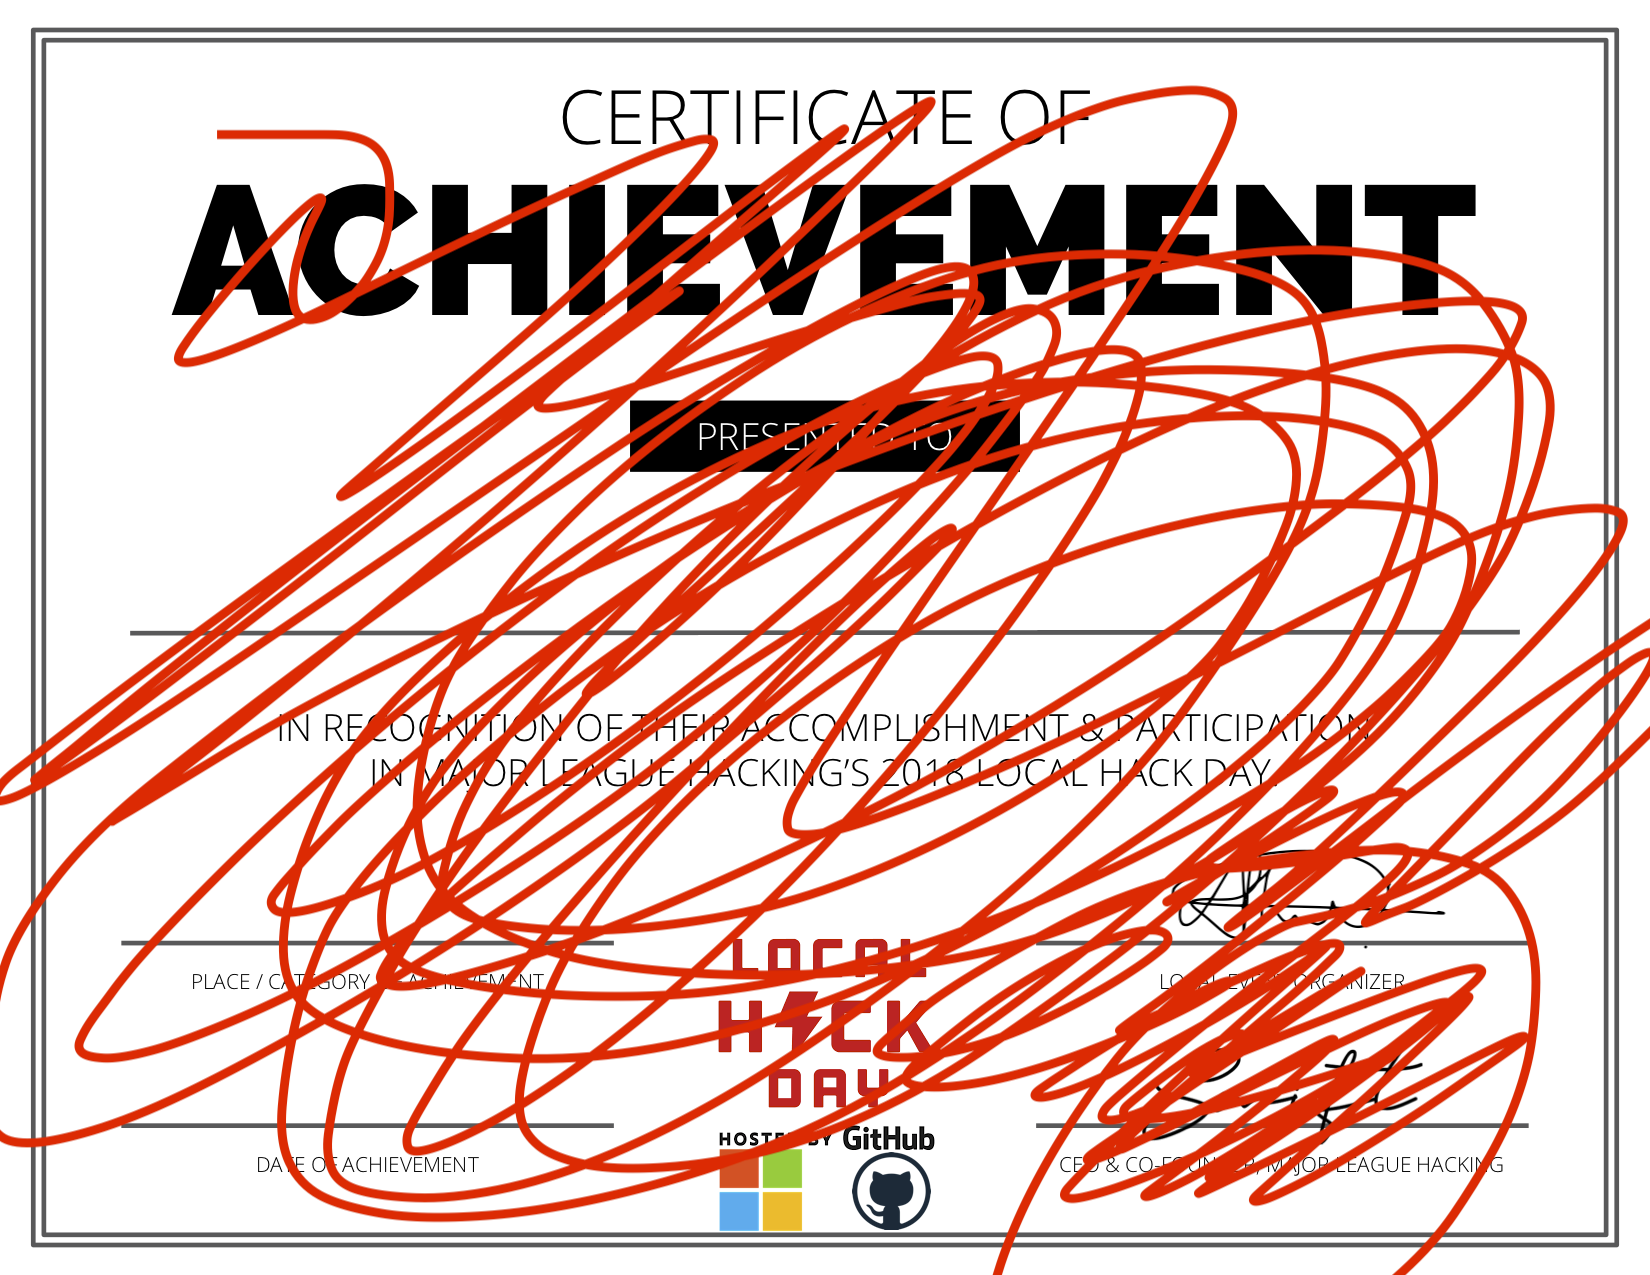 CERTIFICATE OF
ACHIEVEMENT
PRESENTED TO
IN RECOGNITION OF THEIR ACCOMPLISHMENT & PARTICIPATION
IN MAJOR LEAGUE HACKING’S 2018 LOCAL HACK DAY.
PLACE / CATEGORY OF ACHIEVEMENT
LOCAL EVENT ORGANIZER
LOCAL
HACK
DAY
HOSTED BY GitHub
DATE OF ACHIEVEMENT
CEO & CO-FOUNDER, MAJOR LEAGUE HACKING